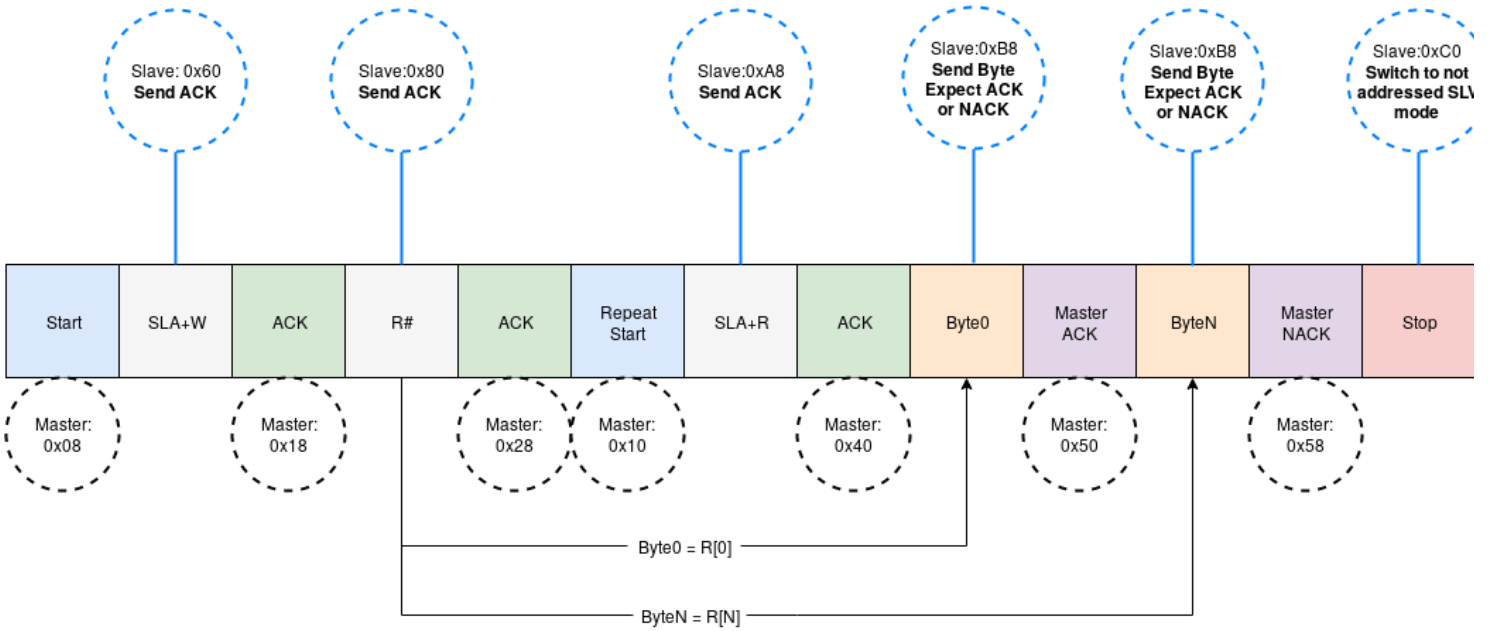 Slave: 0x60
Send ACK
Slave:0x80
Send ACK
Slave:0xA8
Send ACK
Slave:0xB8
Send Byte
Expect ACK
or NACK
Slave:0xB8
Send Byte
Expect ACK
or NACK
Slave:0xC0
Switch to not
addressed SLV
mode
Start
SLA+W
ACK
R#
ACK
Repeat
Start
SLA+R
ACK
Byte0
Master
ACK
ByteN
Master
NACK
Stop
Master:
0x08
Master:
0x18
Master:
0x28
Master:
0x10
Master:
0x40
Master:
0x50
Master:
0x58
Byte0 = R[0]
ByteN = R[N]